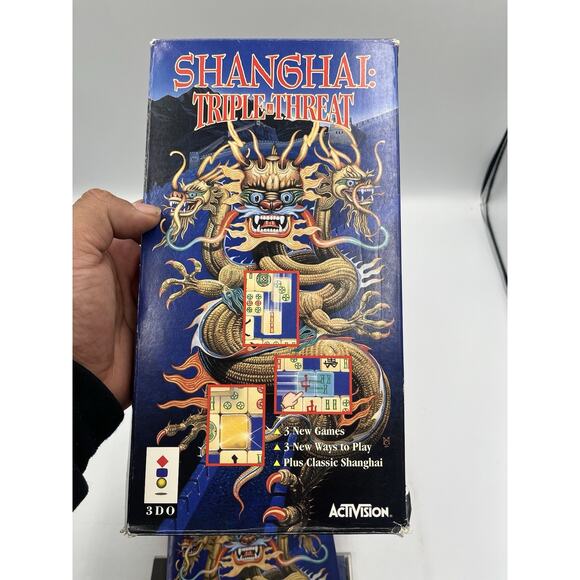 SHANGHAI:
TRIPLE-THREAT
▲ 3 New Games
▲ 3 New Ways to Play
▲ Plus Classic Shanghai
3DO
ACTIVISION